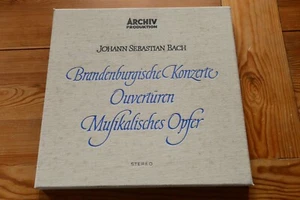 ARCHIV
PRODUKTION
JOHANN SEBASTIAN BACH
Brandenburgische Konzerte
Ouvertüren
Musikalisches Opfer
STEREO